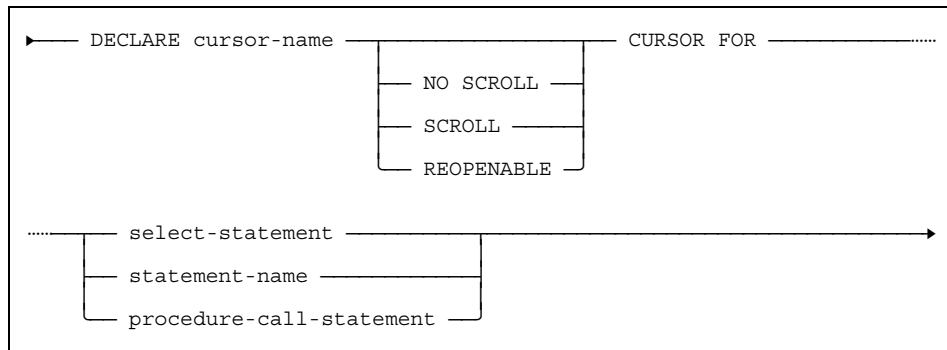 DECLARE cursor-name CURSOR FOR
NO SCROLL
SCROLL
REOPENABLE
select-statement
statement-name
procedure-call-statement